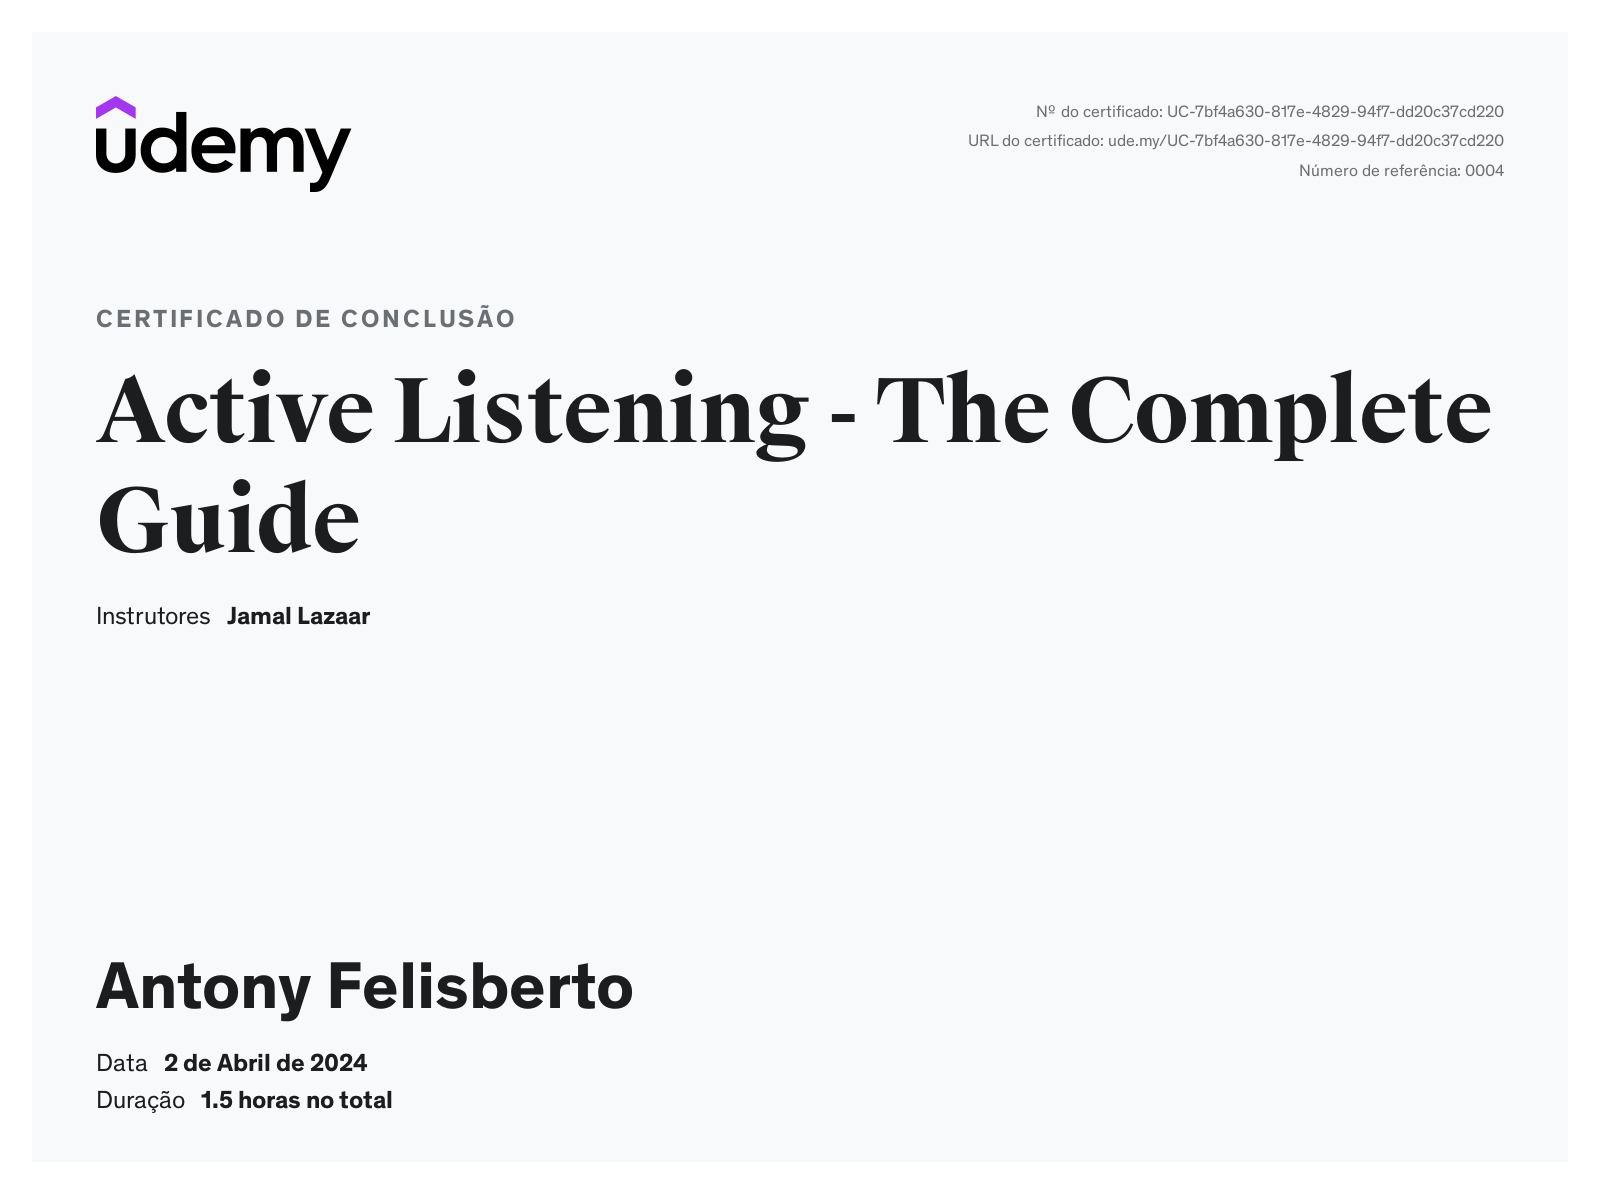 udemy
Nº do certificado: UC-7bf4a630-817e-4829-94f7-dd20c37cd220
URL do certificado: ude.my/UC-7bf4a630-817e-4829-94f7-dd20c37cd220
Número de referência: 0004
CERTIFICADO DE CONCLUSÃO
Active Listening - The Complete
Guide
Instrutores Jamal Lazaar
Antony Felisberto
Data 2 de Abril de 2024
Duração 1.5 horas no total